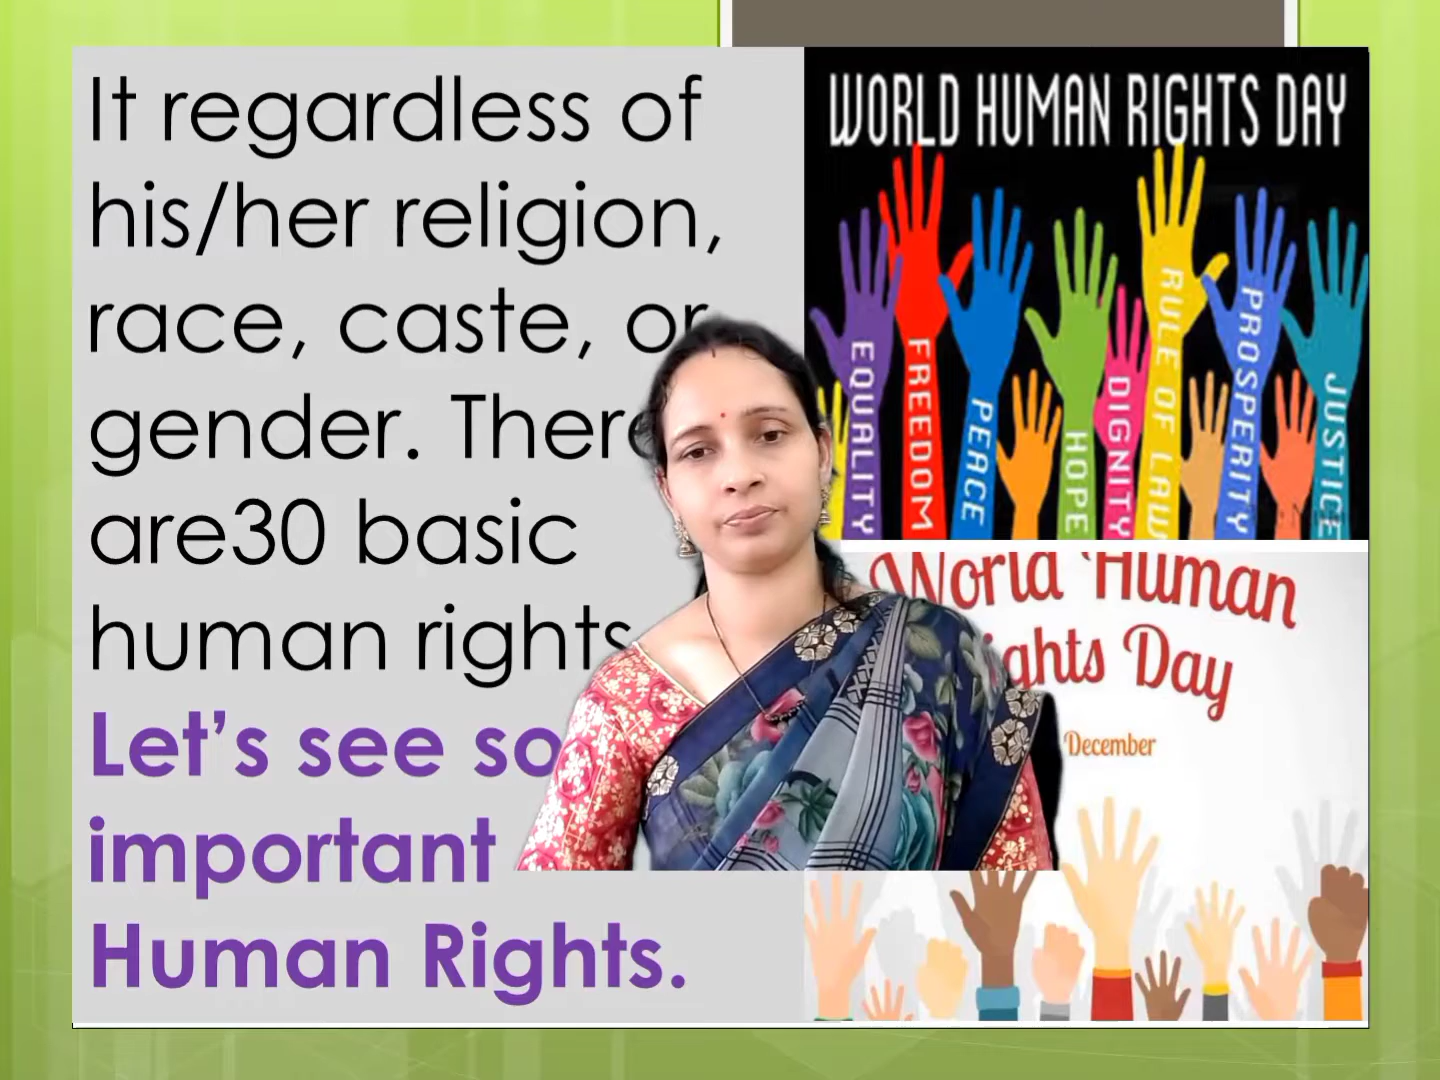 It regardless of
his/her religion,
race, caste, or
gender. There
are30 basic
human rights
Let's see
important
Human Rights.
WORLD HUMAN RIGHTS DAY
EQUALITY
FREEDOM
PEACE
HOPE
DIGNITY
RULE OF LAW
PROSPERITY
JUSTICE
World Human
Rights Day
December